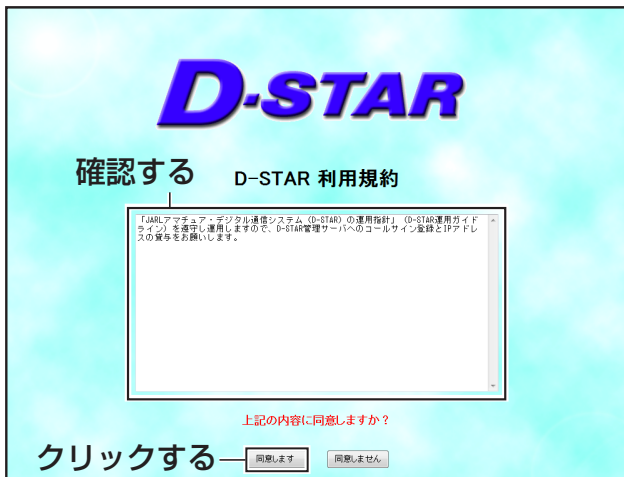 D-STAR
確認する
D-STAR 利用規約
「JARLアマチュア・デジタル通信システム（D-STAR）の運用指針」（D-STAR運用ガイド
ライン）を遵守し運用しますので、D-STAR管理サーバへのコールサイン登録とIPアドレ
スの貸与をお願いします。
上記の内容に同意しますか？
クリックする
同意します
同意しません